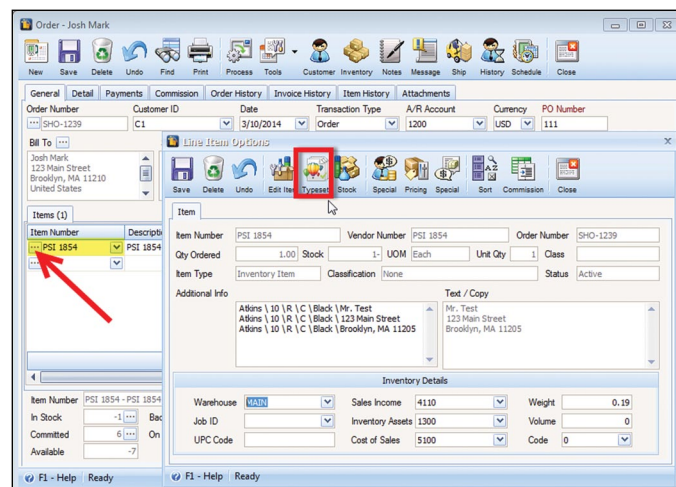 Order - Josh Mark
New Save Delete Undo Find Print Process Tools Customer Inventory Notes Message Ship History Schedule Close
General Detail Payments Commission Order History Invoice History Item History Attachments
Order Number Customer ID Date Transaction Type A/R Account Currency PO Number
SHO-1239 C1 3/10/2014 Order 1200 USD 111
Bill To
Josh Mark
123 Main Street
Brooklyn, MA 11210
United States
Items (1)
Item Number Descripti
PSI 1854 PSI 1854
Item Number PSI 1854 - PSI 1854
In Stock -1 Bac
Committed 6 On
Available -7
F1 - Help Ready
Line Item Options
Save Delete Undo Edit Item Typeset Stock Special Pricing Special Sort Commission Close
Item
Item Number PSI 1854 Vendor Number PSI 1854 Order Number SHO-1239
Qty Ordered 1.00 Stock 1- UOM Each Unit Qty 1 Class
Item Type Inventory Item Classification None Status Active
Additional Info Text / Copy
Atkins \ 10 \R \C \Black \Mr. Test
Atkins \ 10 \R \C \Black \ 123 Main Street
Atkins \ 10 \R \C \Black \Brooklyn, MA 11205
Mr. Test
123 Main Street
Brooklyn, MA 11205
Inventory Details
Warehouse MAIN Sales Income 4110 Weight 0.19
Job ID Inventory Assets 1300 Volume 0
UPC Code Cost of Sales 5100 Code 0
F1 - Help Ready